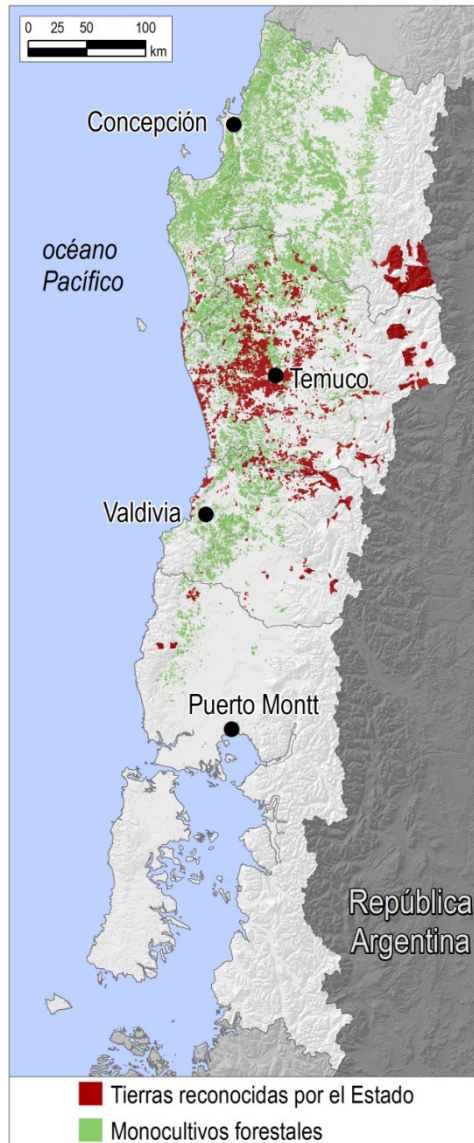 0 25 50 100
km
Concepción
océano
Pacífico
Temuco
Valdivia
Puerto Montt
República
Argentina
Tierras reconocidas por el Estado
Monocultivos forestales